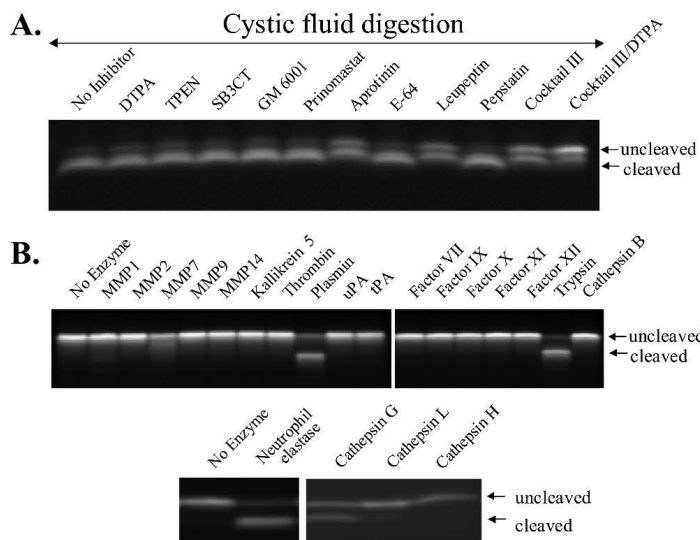 A.
Cystic fluid digestion
No Inhibitor
DTPA
TPEN
SB3CT
GM 6001
Prinomastat
Aprotinin
E-64
Leupeptin
Pepstatin
Cocktail III
Cocktail III/DTPA
uncleaved
cleaved
B.
No Enzyme
MMP1
MMP2
MMP7
MMP9
MMP14
Kallikrein 5
Thrombin
Plasmin
uPA
tPA
Factor VII
Factor IX
Factor X
Factor XI
Factor XII
Trypsin
Cathepsin B
uncleaved
cleaved
No Enzyme
Neutrophil
elastase
Cathepsin G
Cathepsin L
Cathepsin H
uncleaved
cleaved